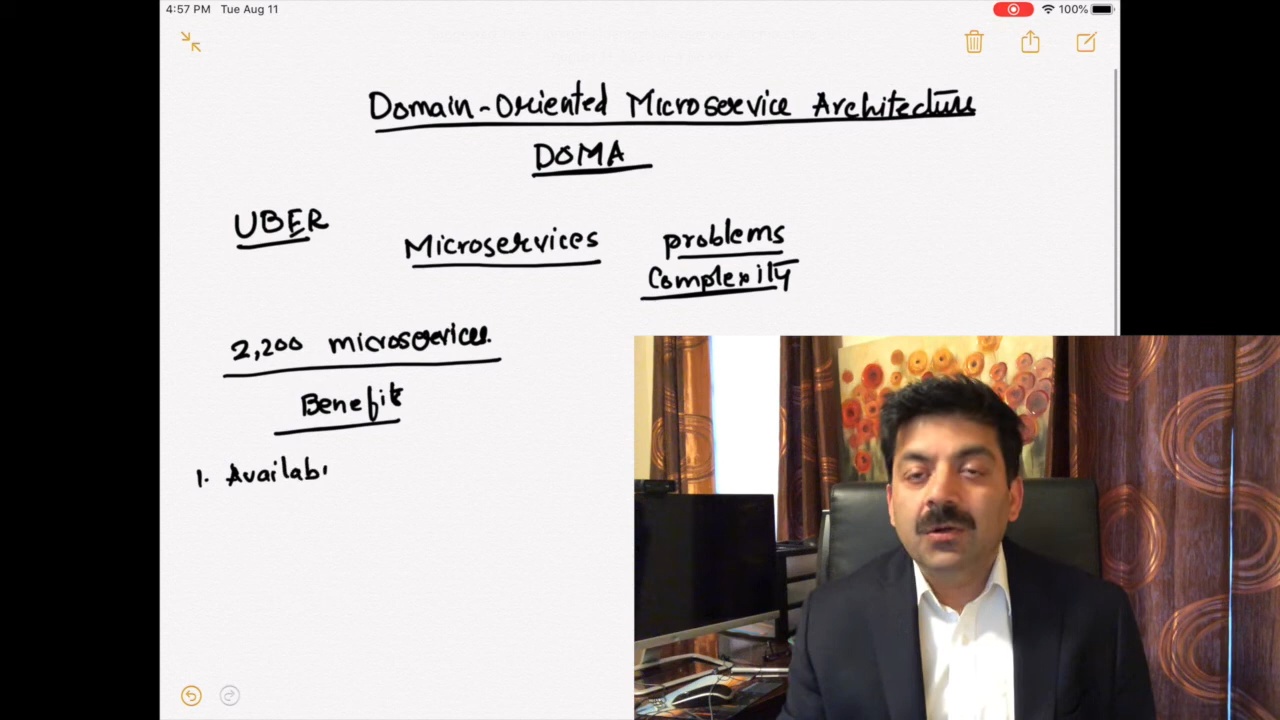 4:57 PM Tue Aug 11 100%
Domain-Oriented Microservice Architecture
DOMA
UBER
Microservices problems
Complexity
2,200 microservices.
Benefit
1. Availabi